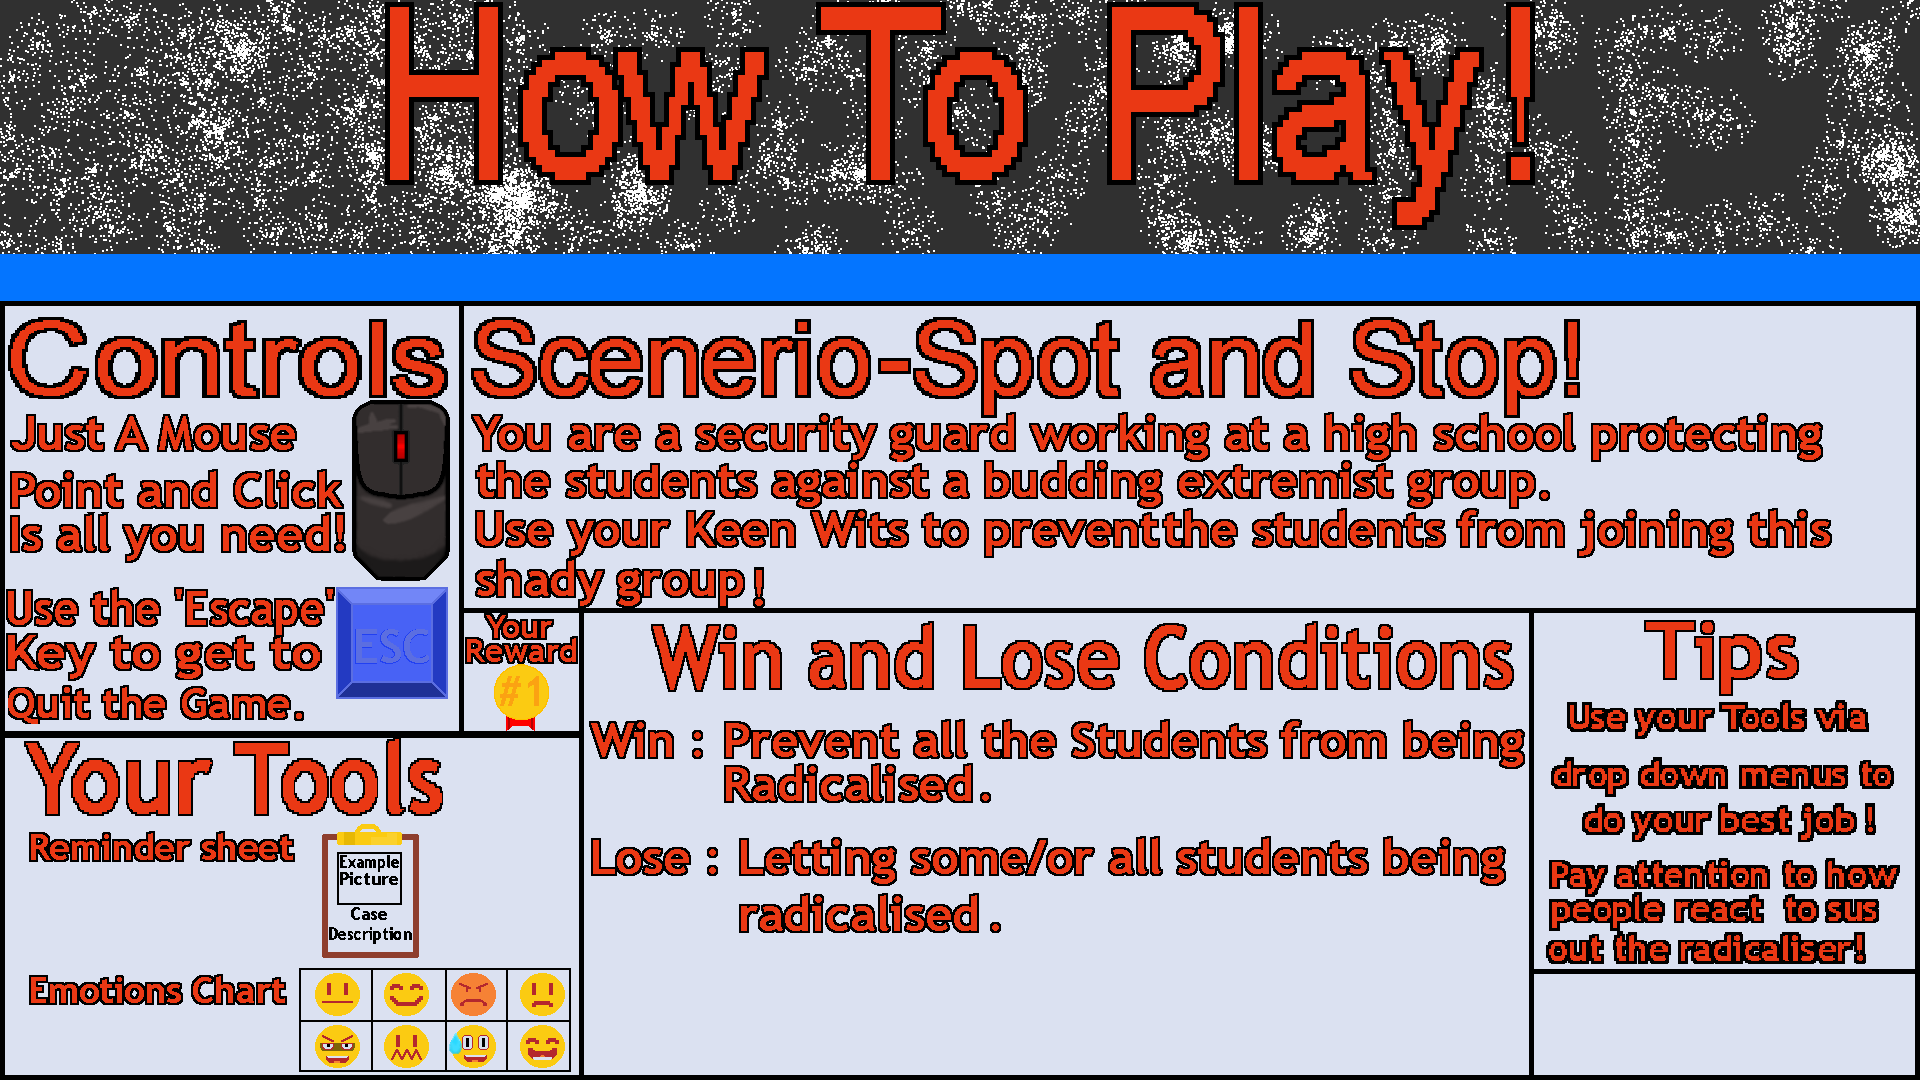 How To Play!
Controls
Just A Mouse
Point and Click
Is all you need!
Use the 'Escape'
Key to get to
Quit the Game.
ESC
Scenerio-Spot and Stop!
You are a security guard working at a high school protecting
the students against a budding extremist group.
Use your Keen Wits to prevent the students from joining this
shady group!
Your
Reward
#1
Win and Lose Conditions
Win : Prevent all the Students from being
Radicalised.
Lose : Letting some/or all students being
radicalised.
Tips
Use your Tools via
drop down menus to
do your best job !
Pay attention to how
people react to sus
out the radicaliser!
Your Tools
Reminder sheet
Example
Picture
Case
Description
Emotions Chart